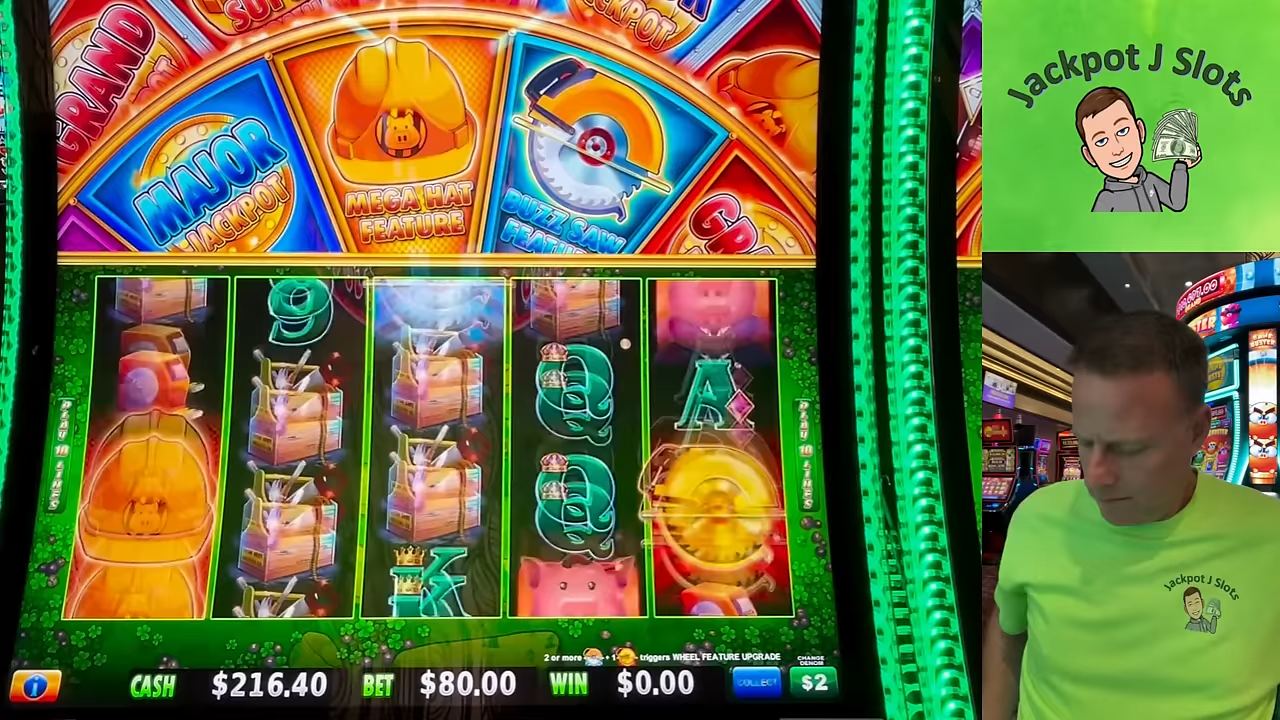 GRAND
JACKPOT
MAJOR
JACKPOT
MEGA HAT
FEATURE
BUZZ SAW
Jackpot J Slots
9
Q
A
Q
K
PLAY 10 LINES
PLAY 10 LINES
2 or more + 1 triggers WHEEL FEATURE UPGRADE
CHANGE
DENOM
CASH $216.40 BET $80.00 WIN $0.00 COLLECT $2
Jackpot J Slots